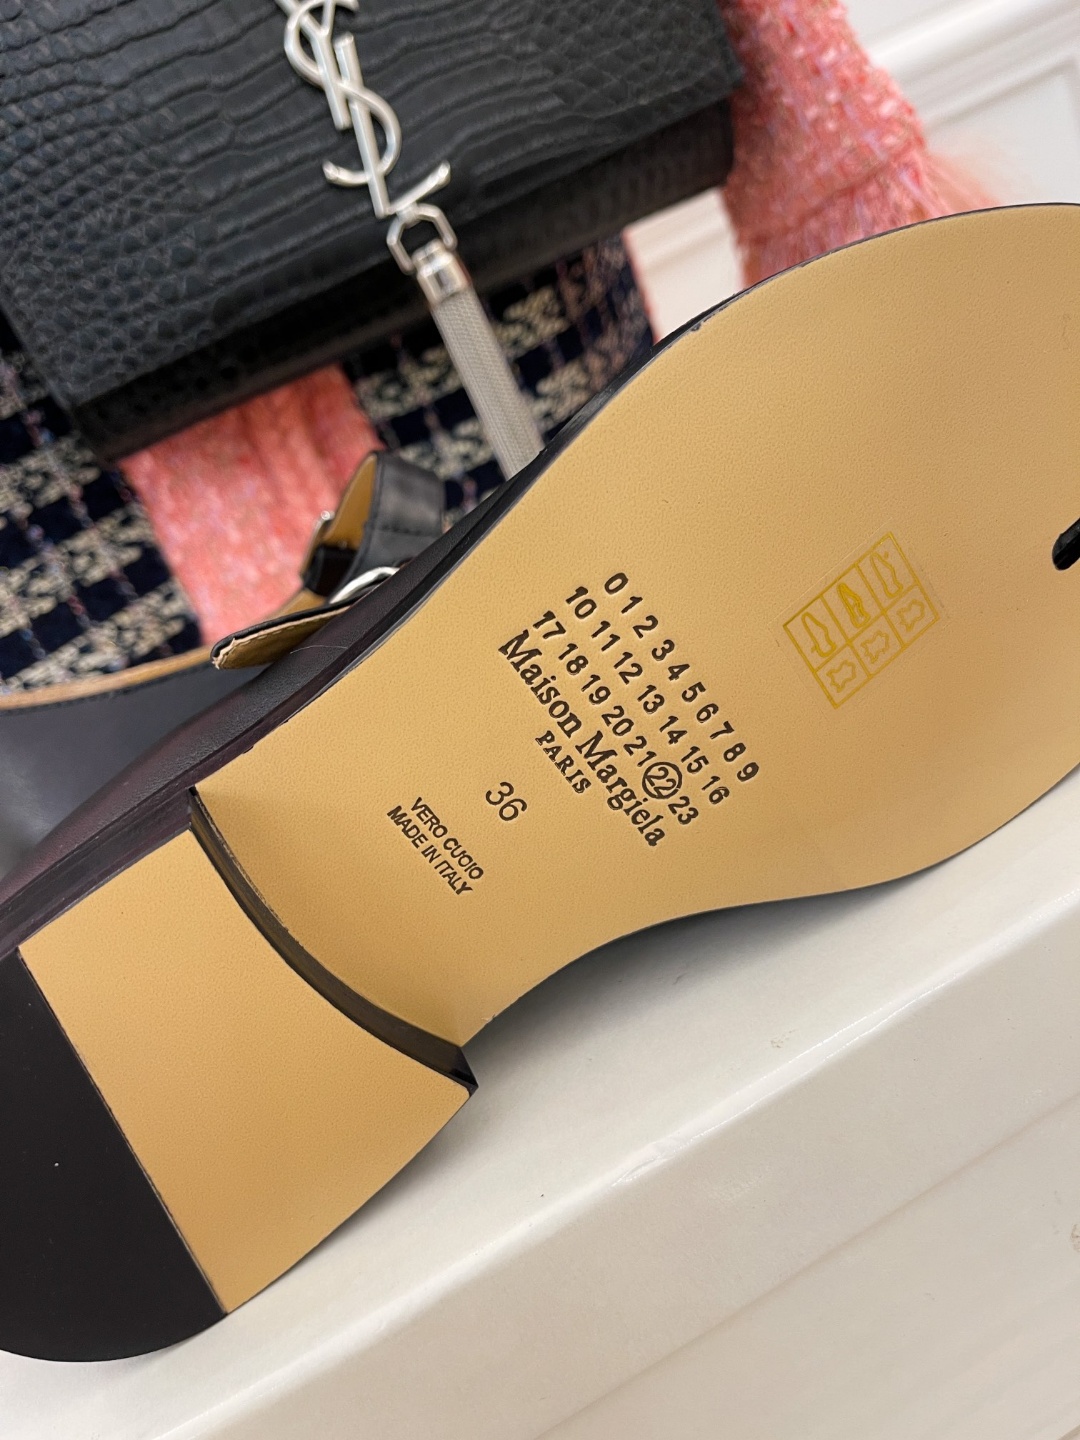 YSL
0 1 2 3 4 5 6 7 8 9
10 11 12 13 14 15 16
17 18 19 20 21 22 23
Maison Margiela
PARIS
36
VERO CUOIO
MADE IN ITALY